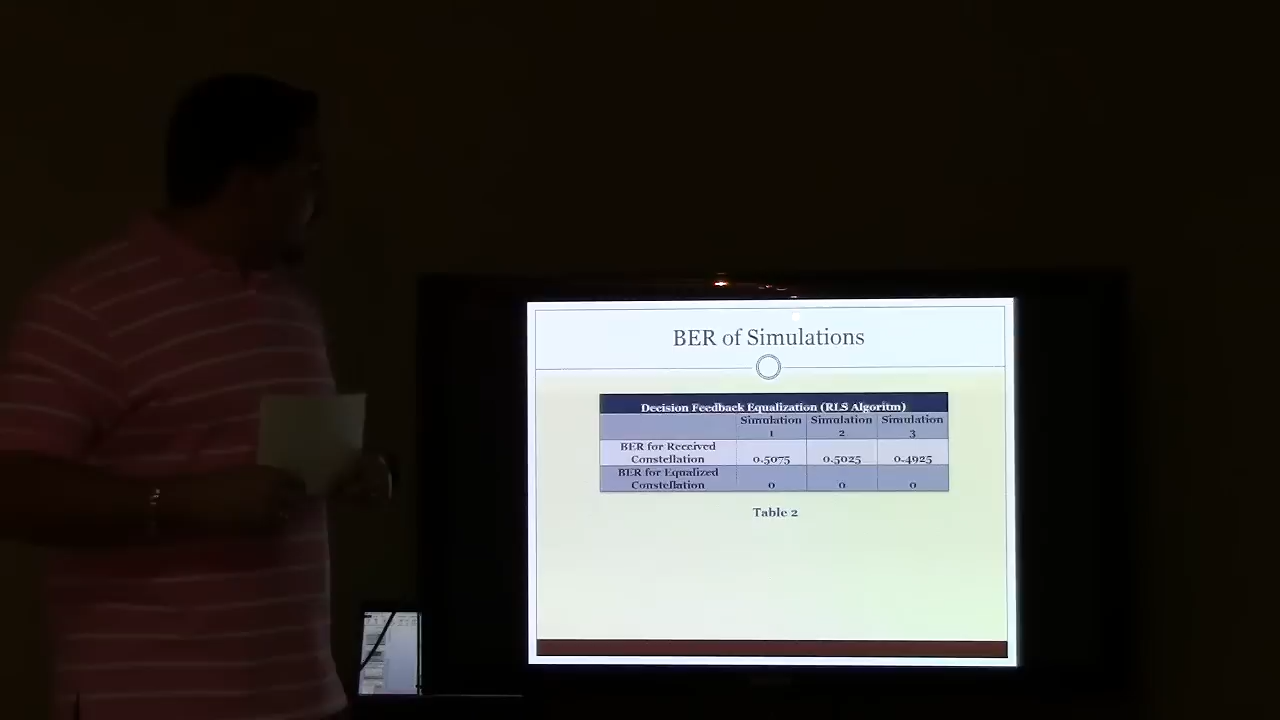 BER of Simulations
Decision Feedback Equalization (RLS Algoritm)
Simulation 1 Simulation 2 Simulation 3
BER for Received Constellation 0.5075 0.5025 0.4925
BER for Equalized Constellation 0 0 0
Table 2